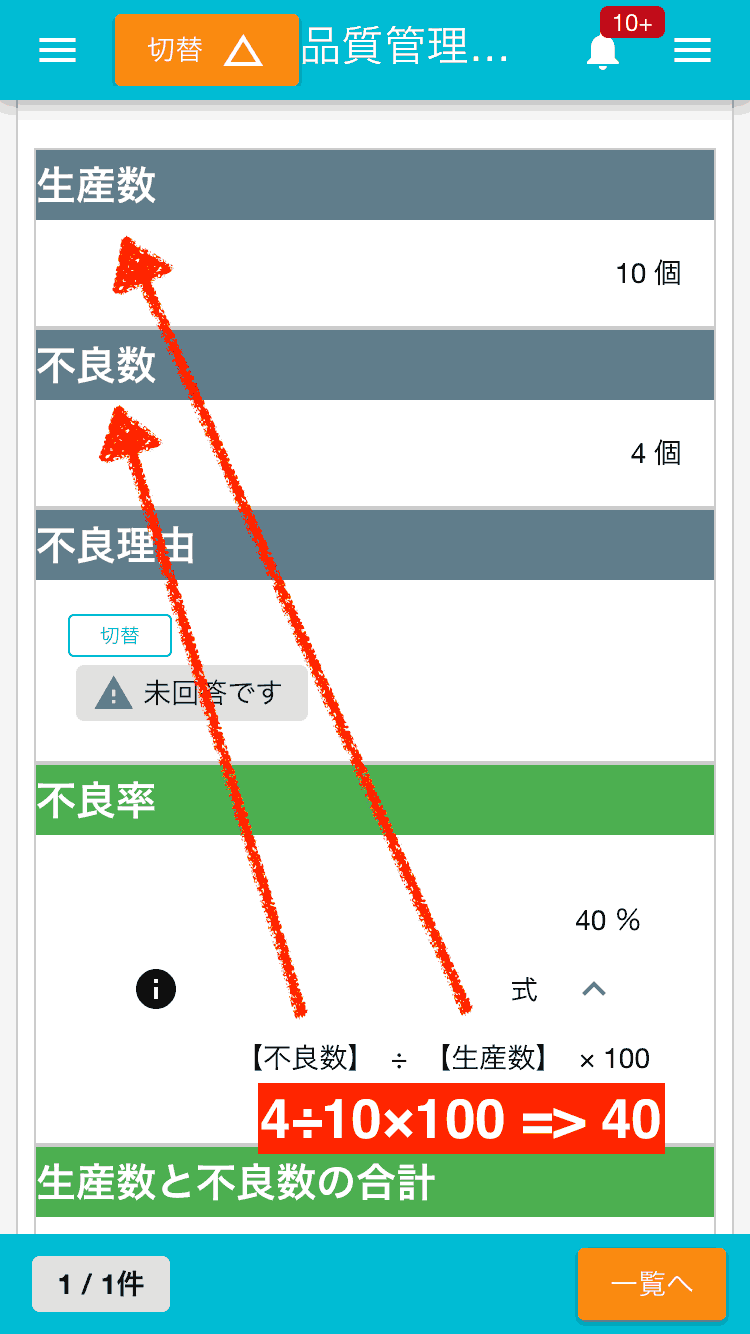 切替 品質管理... 10+
生産数
10 個
不良数
4 個
不良理由
切替
未回答です
不良率
40 %
式
【不良数】 ÷ 【生産数】 × 100
4÷10×100 => 40
生産数と不良数の合計
1 / 1件 一覧へ